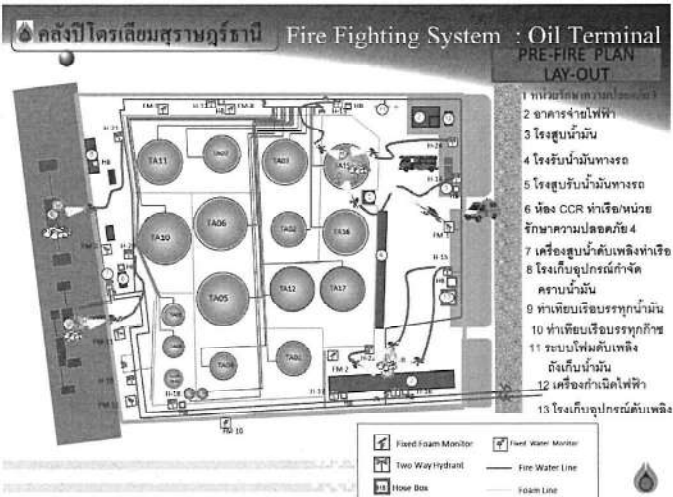 คลังปิโตรเลียมสุราษฎร์ธานี
Fire Fighting System : Oil Terminal
PRE-FIRE PLAN
LAY-OUT
2 อาคารจ่ายไฟฟ้า
3 โรงสูบน้ำมัน
4 โรงรับน้ำมันทางรถ
5 โรงสูบรับน้ำมันทางรถ
6 ห้อง CCR ท่าเรือ/หน่วย
รักษาความปลอดภัย 4
7 เครื่องสูบน้ำดับเพลิงท่าเรือ
8 โรงเก็บอุปกรณ์กำจัด
คราบน้ำมัน
9 ท่าเทียบเรือบรรทุกน้ำมัน
10 ท่าเทียบเรือบรรทุกก๊าซ
11 ระบบโฟมดับเพลิง
ถังเก็บน้ำมัน
12 เครื่องกำเนิดไฟฟ้า
13 โรงเก็บอุปกรณ์ดับเพลิง
TA11
TA03
TA15
TA10
TA06
TA02
TA16
TA05
TA12
TA17
H-21
H-15
FM-2
FM-10
HB
Fixed Foam Monitor
Fixed Water Monitor
Two Way Hydrant
Fire Water Line
HB Hose Box
Foam Line